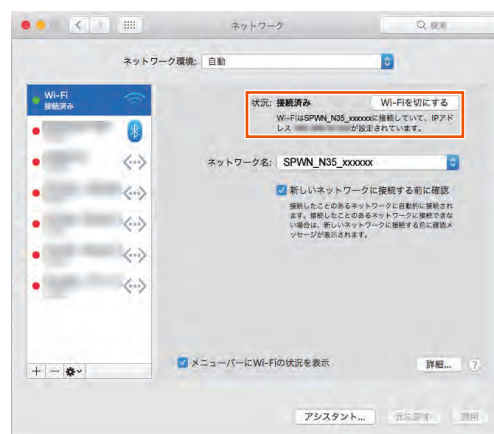 ネットワーク
検索
ネットワーク環境: 自動
Wi-Fi
接続済み
状況: 接続済み
Wi-Fiを切にする
Wi-FiはSPWN_N35_xxxxxxに接続していて、IPアド
レス が設定されています。
ネットワーク名: SPWN_N35_xxxxxx
新しいネットワークに接続する前に確認
接続したことのあるネットワークに自動的に接続され
ます。接続したことのあるネットワークに接続できな
い場合は、新しいネットワークに接続する前に確認メ
ッセージが表示されます。
メニューバーにWi-Fiの状況を表示
詳細...
?
アシスタント...
元に戻す
適用